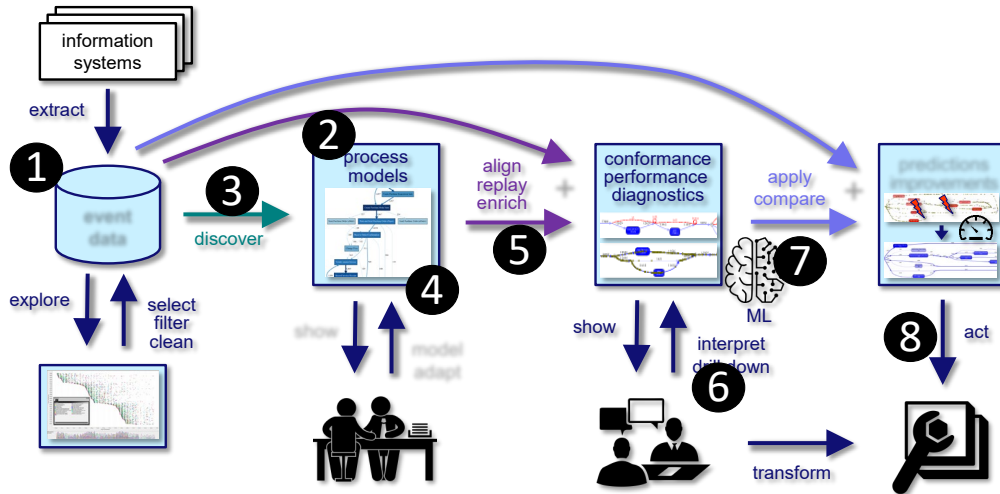 information
systems
extract
1
event
data
explore
select
filter
clean
3
discover
2
process
models
4
show
model
adapt
align
replay
enrich
5
+
conformance
performance
diagnostics
show
interpret
drilldown
6
ML
7
apply
compare
+
predictions
improvements
8
act
transform